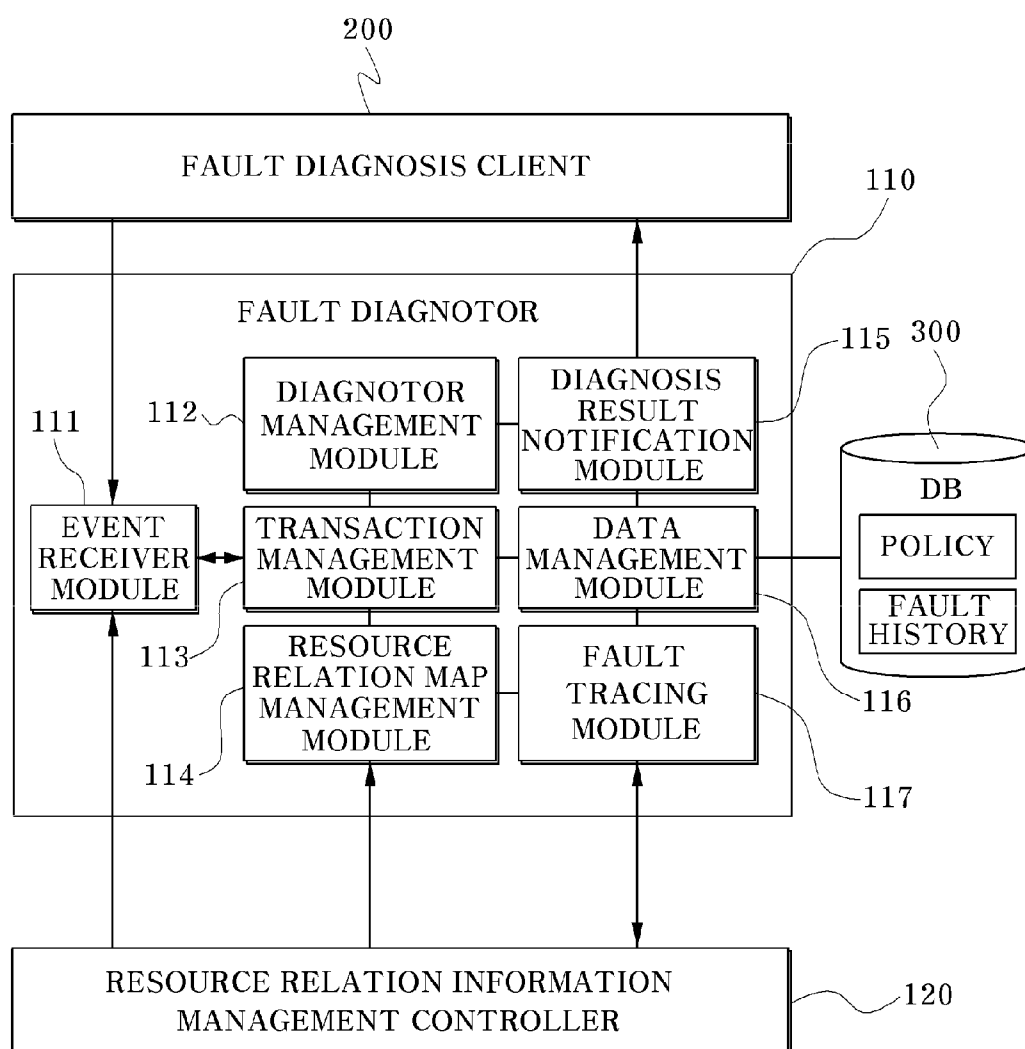 200
FAULT DIAGNOSIS CLIENT
110
FAULT DIAGNOTOR
115
300
112
DIAGNOTOR
MANAGEMENT
MODULE
DIAGNOSIS
RESULT
NOTIFICATION
MODULE
111
DB
EVENT
RECEIVER
MODULE
TRANSACTION
MANAGEMENT
MODULE
DATA
MANAGEMENT
MODULE
POLICY
FAULT
HISTORY
113
RESOURCE
RELATION MAP
MANAGEMENT
MODULE
FAULT
TRACING
MODULE
116
114
117
RESOURCE RELATION INFORMATION
MANAGEMENT CONTROLLER
120